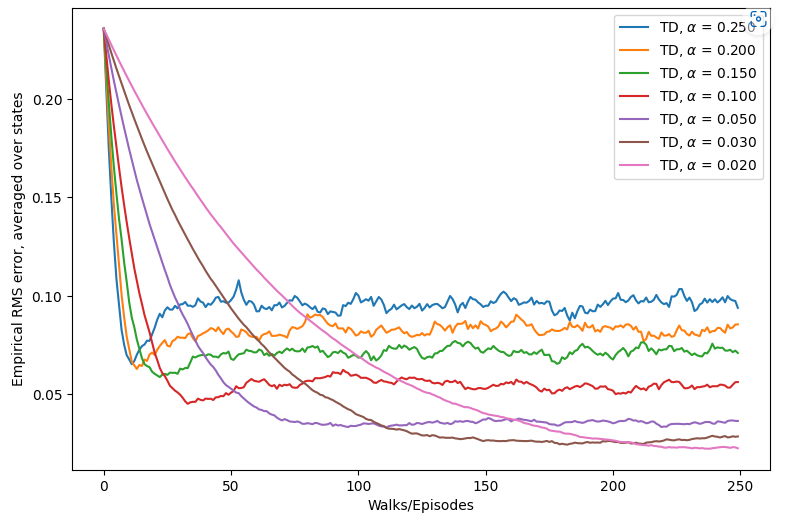 TD, α = 0.250
TD, α = 0.200
TD, α = 0.150
TD, α = 0.100
TD, α = 0.050
TD, α = 0.030
TD, α = 0.020
Empirical RMS error, averaged over states
0.20
0.15
0.10
0.05
0 50 100 150 200 250
Walks/Episodes